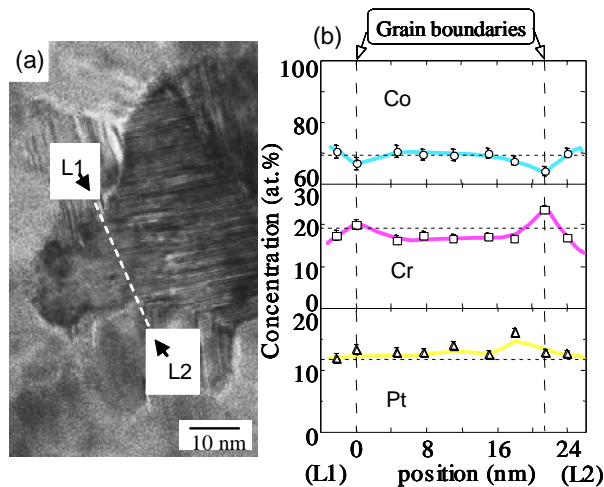 (a)
L1
L2
10 nm
(b)
Grain boundaries
Concentration (at.%)
100
80
60
Co
30
20
10
0
Cr
20
10
0
Pt
0 8 16 24
(L1) position (nm) (L2)